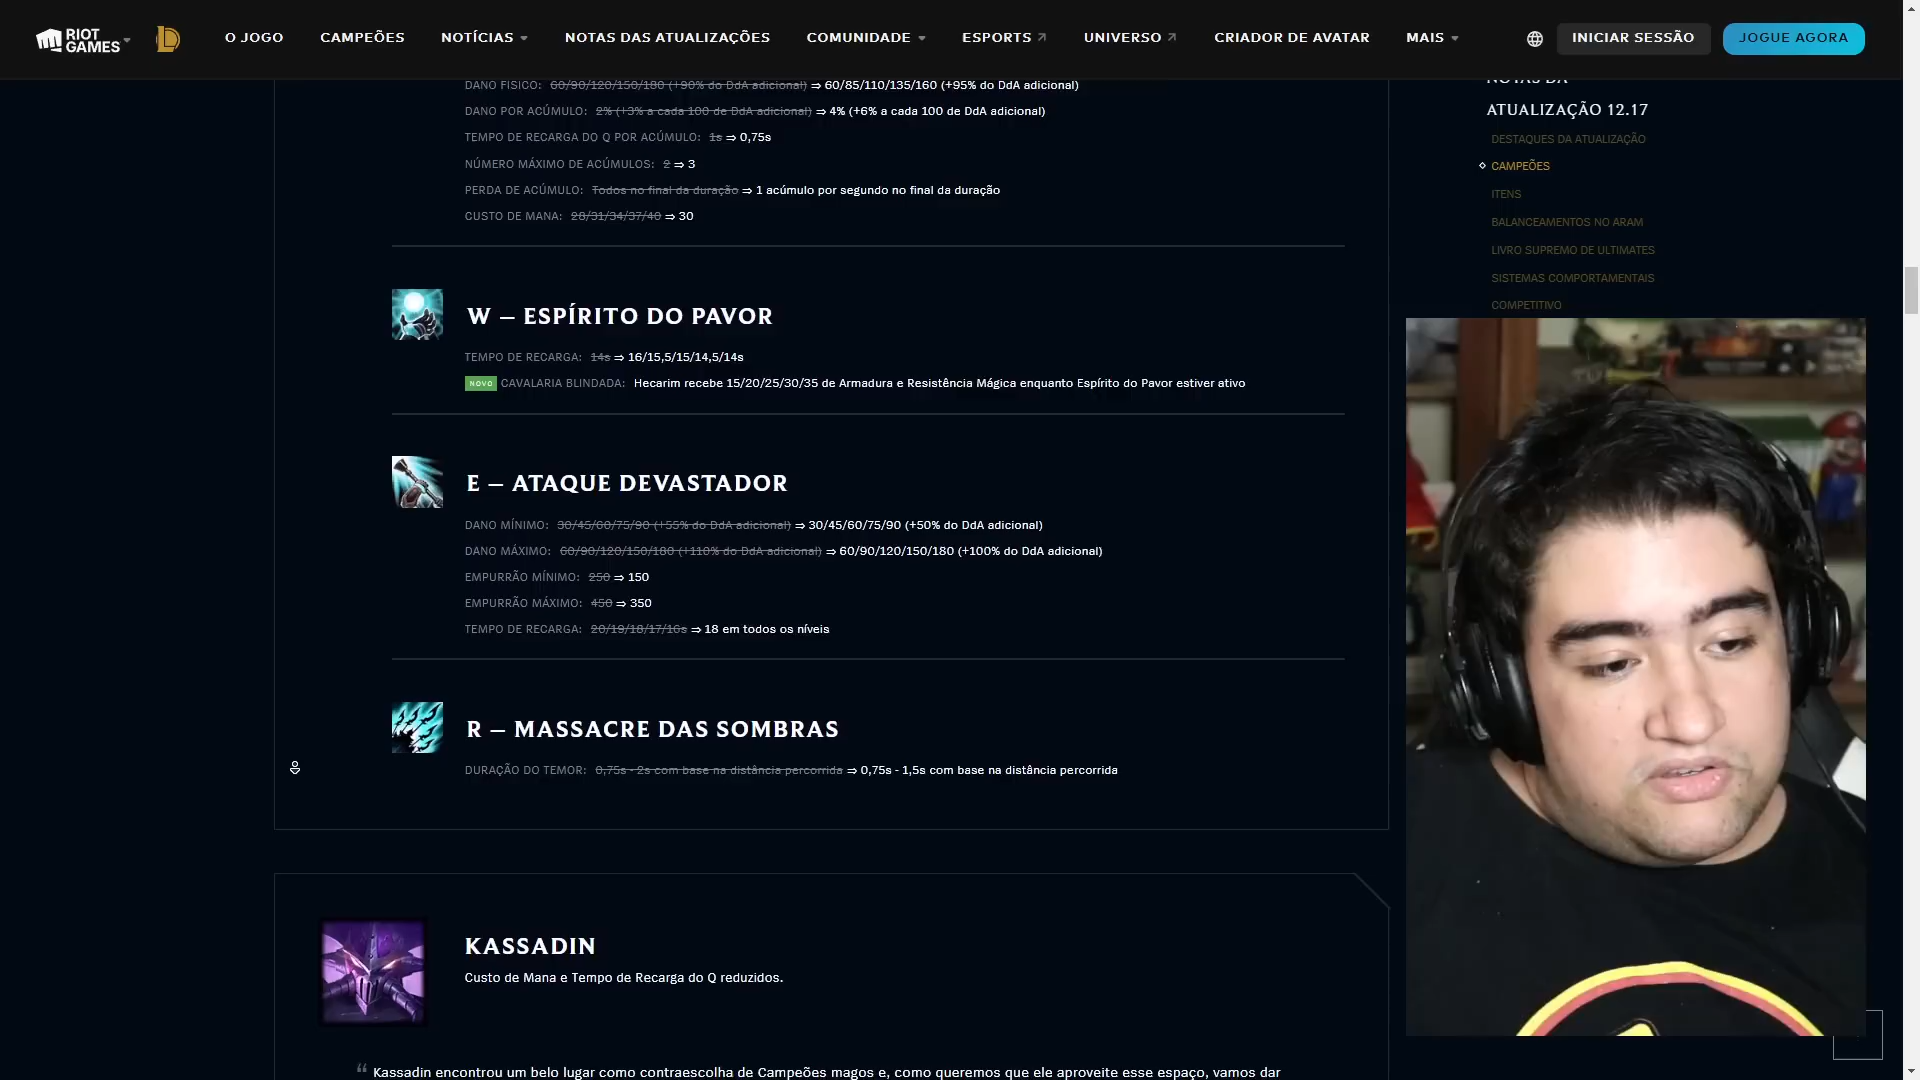 RIOT GAMES
O JOGO
CAMPEÕES
NOTÍCIAS
NOTAS DAS ATUALIZAÇÕES
COMUNIDADE
ESPORTS
UNIVERSO
CRIADOR DE AVATAR
MAIS
INICIAR SESSÃO
JOGUE AGORA
DANO FÍSICO: 60/90/120/150/180 (+90% do DdA adicional) ⇒ 60/85/110/135/160 (+95% do DdA adicional)
DANO POR ACÚMULO: 2% (+3% a cada 100 de DdA adicional) ⇒ 4% (+6% a cada 100 de DdA adicional)
TEMPO DE RECARGA DO Q POR ACÚMULO: 1s ⇒ 0,75s
NÚMERO MÁXIMO DE ACÚMULOS: 2 ⇒ 3
PERDA DE ACÚMULO: Todos no final da duração ⇒ 1 acúmulo por segundo no final da duração
CUSTO DE MANA: 28/31/34/37/40 ⇒ 30
W – ESPÍRITO DO PAVOR
TEMPO DE RECARGA: 14s ⇒ 16/15,5/15/14,5/14s
NOVO CAVALARIA BLINDADA: Hecarim recebe 15/20/25/30/35 de Armadura e Resistência Mágica enquanto Espírito do Pavor estiver ativo
E – ATAQUE DEVASTADOR
DANO MÍNIMO: 30/45/60/75/90 (+55% do DdA adicional) ⇒ 30/45/60/75/90 (+50% do DdA adicional)
DANO MÁXIMO: 60/90/120/150/180 (+110% do DdA adicional) ⇒ 60/90/120/150/180 (+100% do DdA adicional)
EMPURRÃO MÍNIMO: 250 ⇒ 150
EMPURRÃO MÁXIMO: 450 ⇒ 350
TEMPO DE RECARGA: 20/19/18/17/16s ⇒ 18 em todos os níveis
R – MASSACRE DAS SOMBRAS
DURAÇÃO DO TEMOR: 0,75s - 2s com base na distância percorrida ⇒ 0,75s - 1,5s com base na distância percorrida
KASSADIN
Custo de Mana e Tempo de Recarga do Q reduzidos.
“ Kassadin encontrou um belo lugar como contraescolha de Campeões magos e, como queremos que ele aproveite esse espaço, vamos dar
NOTAS DA
ATUALIZAÇÃO 12.17
DESTAQUES DA ATUALIZAÇÃO
CAMPEÕES
ITENS
BALANCEAMENTOS NO ARAM
LIVRO SUPREMO DE ULTIMATES
SISTEMAS COMPORTAMENTAIS
COMPETITIVO